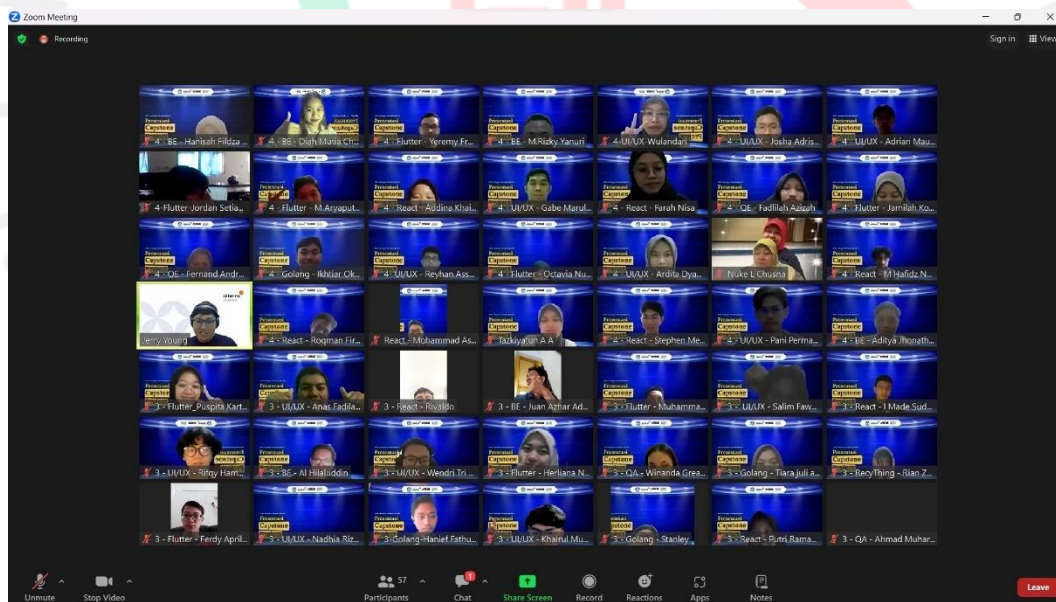 Zoom Meeting
Recording
Sign in
View
Presentasi
Capstone
4 - BE - Hanisah Fildza ...
4 - BE - Diah Mutia Ch...
4 - Flutter - Yeremy Fr...
4 - BE - M.Rizky Yanuri
4-UI/UX-Wulandari
4 - UI/UX - Josha Adris...
4 - UI/UX - Adrian Mau...
4-Flutter-Jordan Setia...
4 - Flutter - M.Aryaput...
4 - React - Addina Khai...
4 - UI/UX - Gabe Marul...
4 - React - Farah Nisa
4 - QE - Fadlilah Azizah
4 - Flutter - Jamilah Ko...
4 - QE - Fernand Andr...
4 - Golang - Ikhtiar Ok...
4 - UI/UX - Reyhan Ass...
4 - Flutter - Octavia Nu...
4 - UI/UX - Ardita Dya...
Nuke L Chusna
4 - React - M Hafidz N...
alterra
Jerry Young
4 - React - Roqman Fir...
React - Mohammad As...
Tazkiyatun A A
4 - React - Stephen Me...
4 - UI/UX - Pani Perma...
4 - BE - Aditya Jhonath...
3 - Flutter_Puspita Kart...
3 - UI/UX - Anas Fadila...
3 - React - Rivaldo
3 - BE - Juan Azhar Ad...
3 - Flutter - Muhamma...
3 - UI/UX - Salim Faw...
3 - React - I Made Sud...
3 - UI/UX - Rifqy Ham...
3 - BE - Al Hilaluddin
3 - UI/UX - Wendri Tri ...
3 - Flutter - Herliana N...
3 - QA - Winanda Grea...
3 - Golang - Tiara juli a...
3 - RecyThing - Rian Z...
3 - Flutter - Ferdy April...
3 - UI/UX - Nadhia Riz...
3-Golang-Hanief Fathu...
3 - UI/UX - Khairul Mu...
3 - Golang - Stanley
3 - React - Putri Rama...
3 - QA - Ahmad Muhar...
Unmute
Stop Video
57
Participants
1
Chat
Share Screen
Record
Reactions
Apps
Notes
Leave